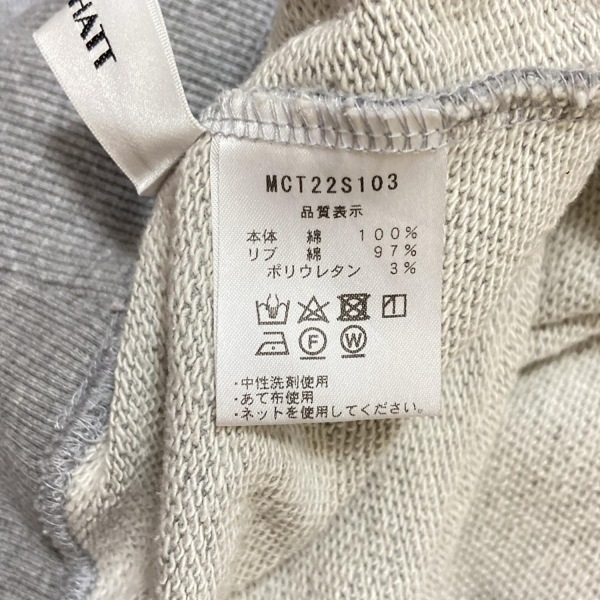 HATT
MCT22S103
品質表示
本体 綿 100%
リブ 綿 97%
ポリウレタン 3%
F W
・中性洗剤使用
・あて布使用
・ネットを使用してください。